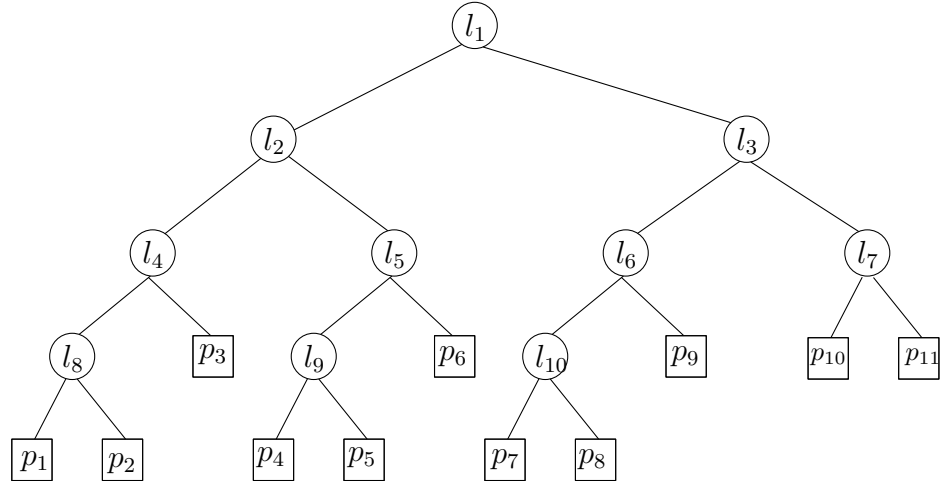 l₁
l₂ l₃
l₄ l₅ l₆ l₇
l₈ p₃ l₉ p₆ l₁₀ p₉ p₁₀ p₁₁
p₁ p₂ p₄ p₅ p₇ p₈